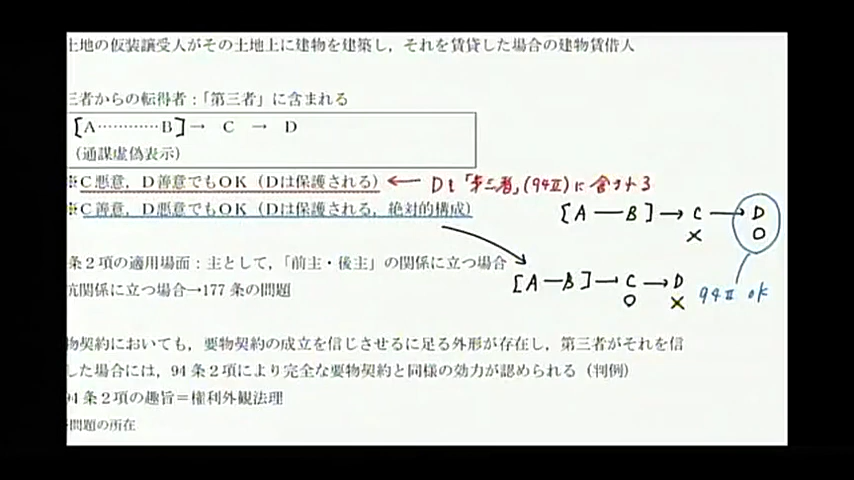 土地の仮装譲受人がその土地上に建物を建築し，それを賃貸した場合の建物賃借人
三者からの転得者：「第三者」に含まれる
[A…………B]→ C → D
（通謀虚偽表示）
※C悪意，D善意でもOK（Dは保護される） ← Dも「第三者」(94Ⅱ)に含まれる
※C善意，D悪意でもOK（Dは保護される，絶対的構成）
[A—B]→C→D
× ○
条２項の適用場面：主として，「前主・後主」の関係に立つ場合
[A—B]→C→D
○ ×
94Ⅱ OK
抗関係に立つ場合→177 条の問題
物契約においても，要物契約の成立を信じさせるに足る外形が存在し，第三者がそれを信
した場合には，94 条２項により完全な要物契約と同様の効力が認められる（判例）
94 条２項の趣旨＝権利外観法理
問題の所在